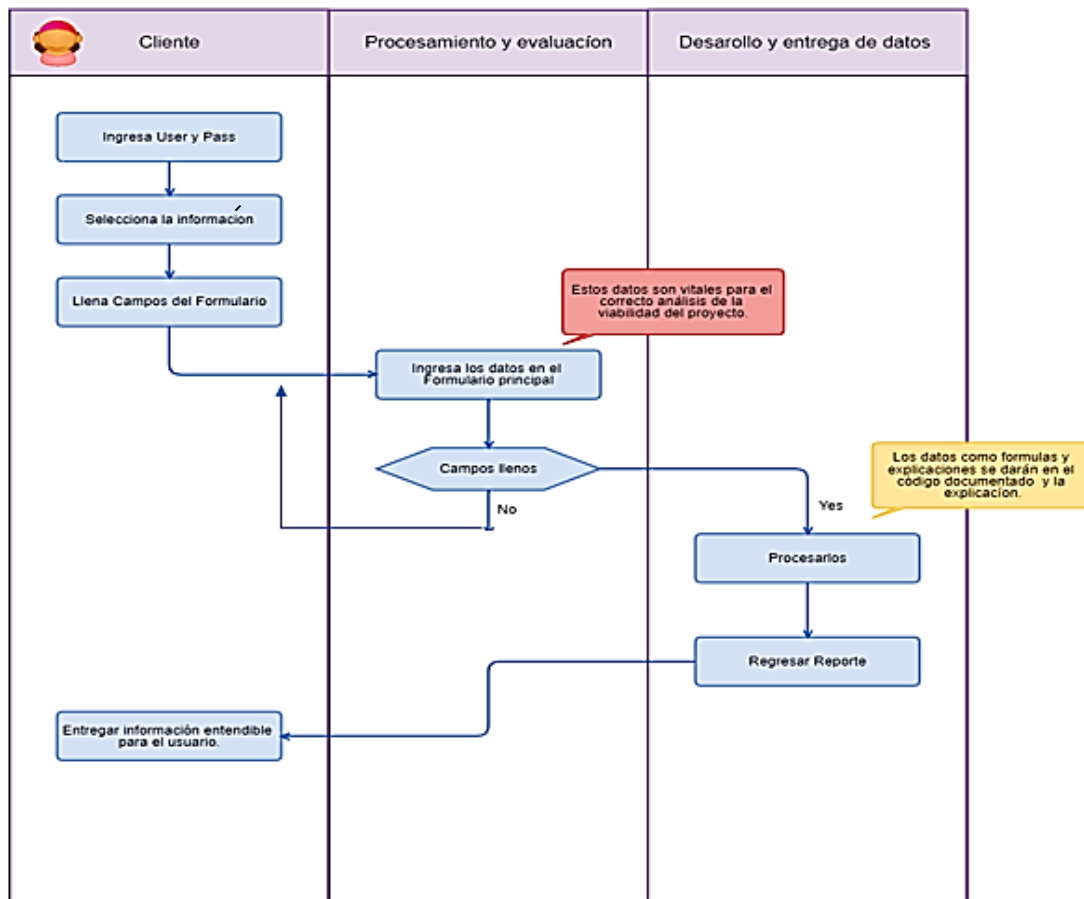 Cliente
Procesamiento y evaluacíon
Desarollo y entrega de datos
Ingresa User y Pass
Selecciona la información
Llena Campos del Formulario
Estos datos son vitales para el
correcto análisis de la
viabilidad del proyecto.
Ingresa los datos en el
Formulario principal
Campos llenos
No
Yes
Los datos como formulas y
explicaciones se darán en el
código documentado y la
explicacíon.
Procesarlos
Regresar Reporte
Entregar información entendible
para el usuario.